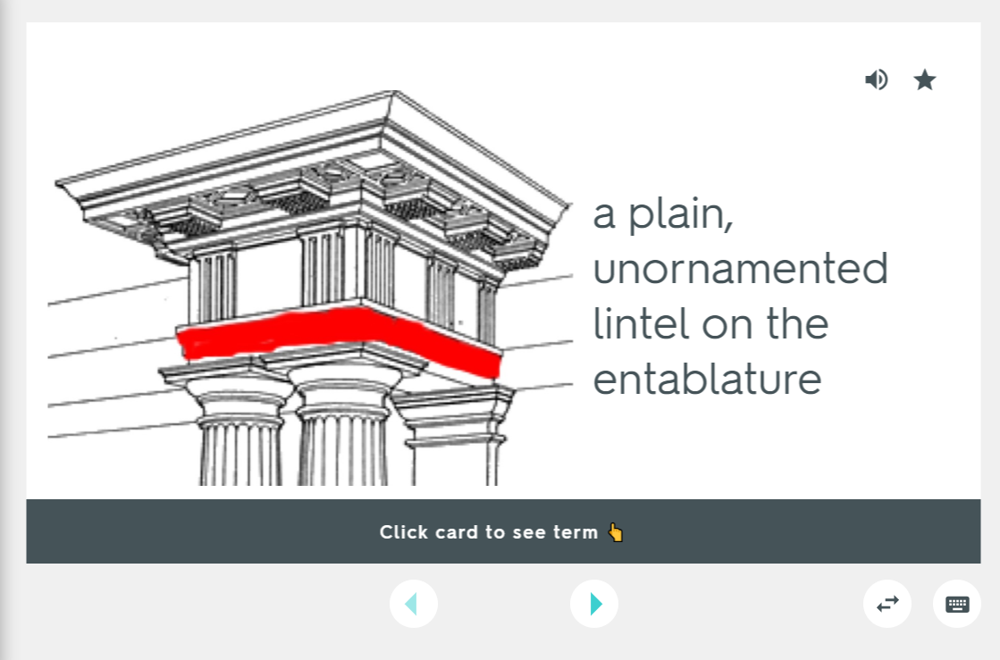 a plain,
unornamented
lintel on the
entablature
Click card to see term 👆